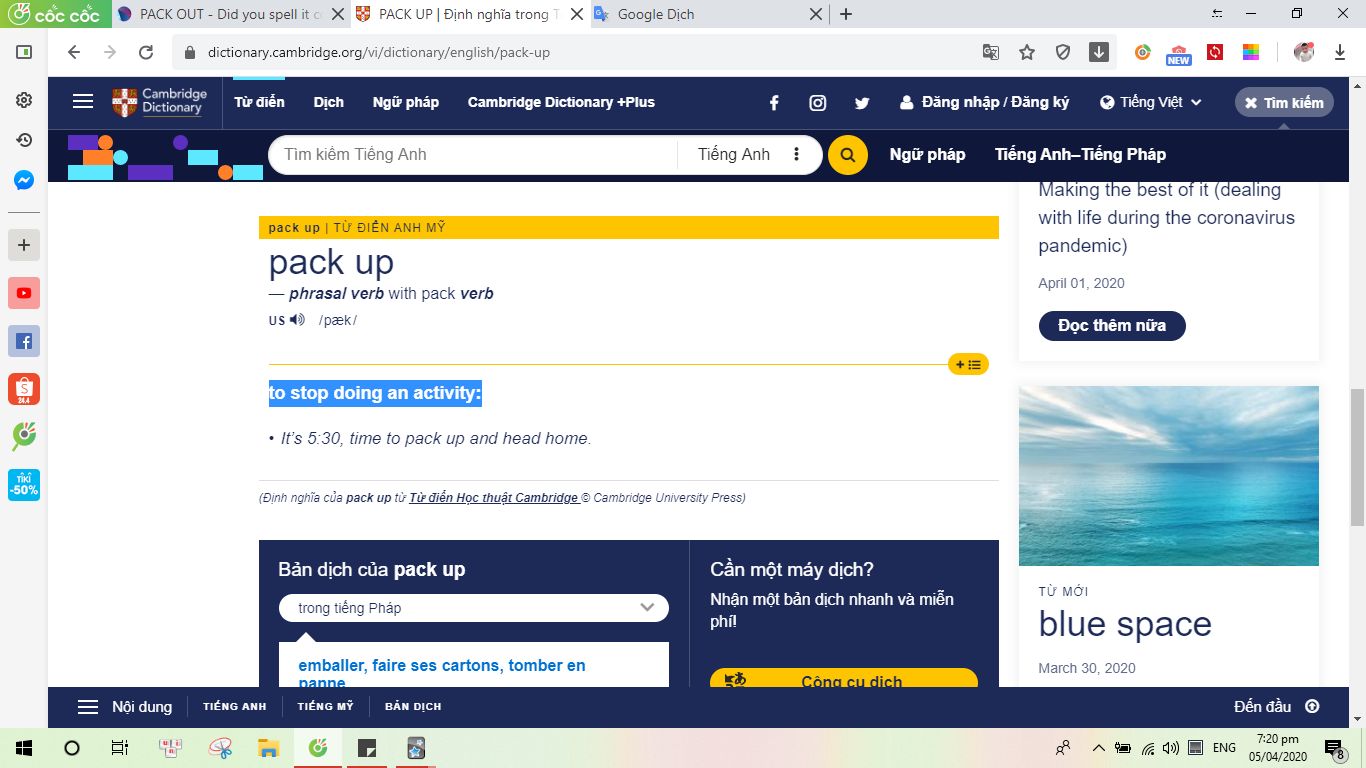 cốc cốc
PACK OUT - Did you spell it c
PACK UP | Định nghĩa trong T
Google Dịch
dictionary.cambridge.org/vi/dictionary/english/pack-up
NEW
Cambridge
Dictionary
Từ điển
Dịch
Ngữ pháp
Cambridge Dictionary +Plus
Đăng nhập / Đăng ký
Tiếng Việt
Tìm kiếm
Tìm kiếm Tiếng Anh
Tiếng Anh
Ngữ pháp
Tiếng Anh–Tiếng Pháp
Making the best of it (dealing
with life during the coronavirus
pandemic)
April 01, 2020
Đọc thêm nữa
pack up | TỪ ĐIỂN ANH MỸ
pack up
— phrasal verb with pack verb
US /pæk/
to stop doing an activity:
• It’s 5:30, time to pack up and head home.
(Định nghĩa của pack up từ Từ điển Học thuật Cambridge © Cambridge University Press)
Bản dịch của pack up
trong tiếng Pháp
emballer, faire ses cartons, tomber en
panne
Cần một máy dịch?
Nhận một bản dịch nhanh và miễn
phí!
Công cụ dịch
TỪ MỚI
blue space
March 30, 2020
24.4
TIKI
-50%
Nội dung
TIẾNG ANH
TIẾNG MỸ
BẢN DỊCH
Đến đầu
ENG
7:20 pm
05/04/2020
8